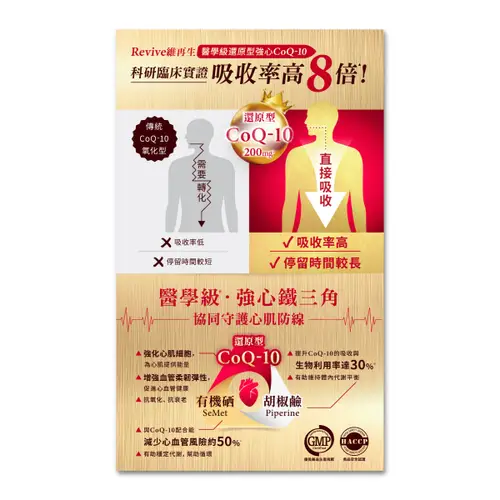 Revive維再生 醫學級還原型強心CoQ-10
科研臨床實證 吸收率高8倍*!
傳統
CoQ-10
氧化型
需要轉化
還原型
CoQ-10
200mg
直接吸收
✕ 吸收率低
✕ 停留時間較短
✓ 吸收率高
✓ 停留時間較長
醫學級*·強心鐵三角
協同守護心肌防線
還原型
CoQ-10
▲ 強化心肌細胞,
為心肌提供能量
▲ 增強血管柔韌彈性,
促進心血管健康
▲ 抗氧化、抗衰老
▲ 提升CoQ-10的吸收與
生物利用率達30%^
▲ 有助維持體內代謝平衡
有機硒
SeMet
胡椒鹼
Piperine
▲ 與CoQ-10配合能
減少心血管風險約50%^
▲ 有助穩定代謝,幫助循環
GMP
HACCP